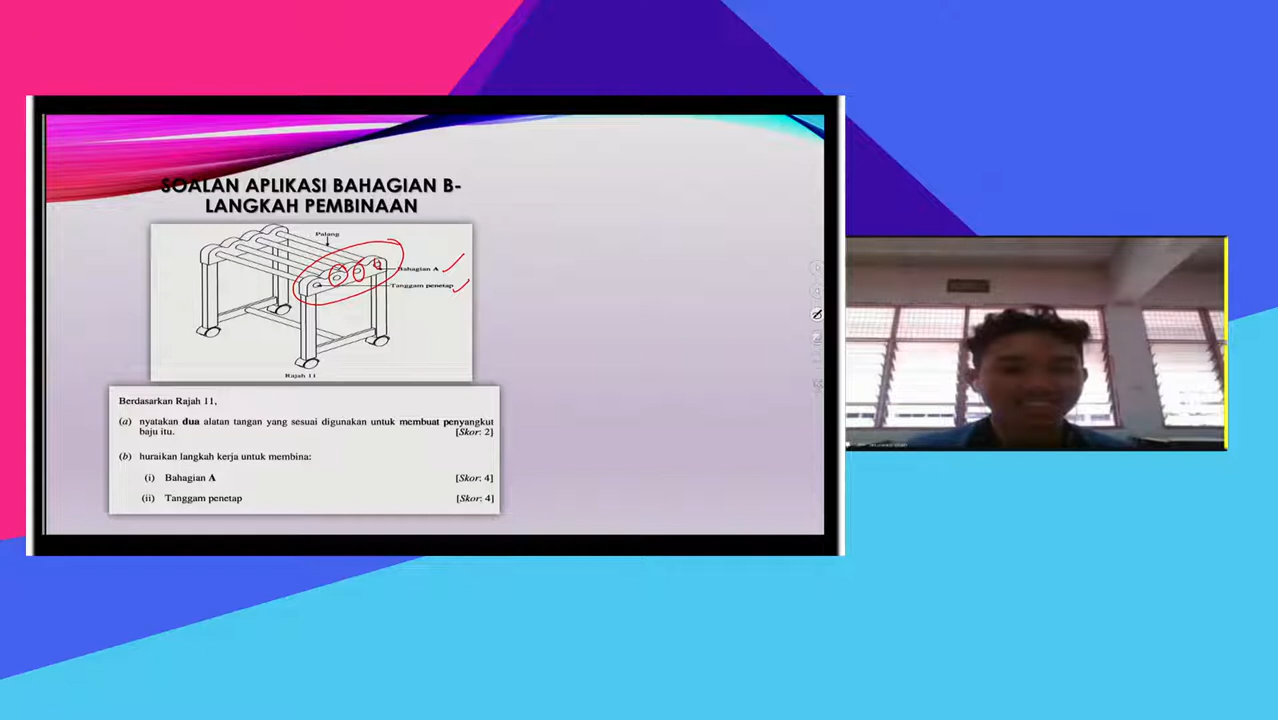 SOALAN APLIKASI BAHAGIAN B-
LANGKAH PEMBINAAN
Palang
Bahagian A
Tanggam penetap
Rajah 11
Berdasarkan Rajah 11,
(a) nyatakan dua alatan tangan yang sesuai digunakan untuk membuat penyangkut
baju itu. [Skor: 2]
(b) huraikan langkah kerja untuk membina:
(i) Bahagian A [Skor: 4]
(ii) Tanggam penetap [Skor: 4]